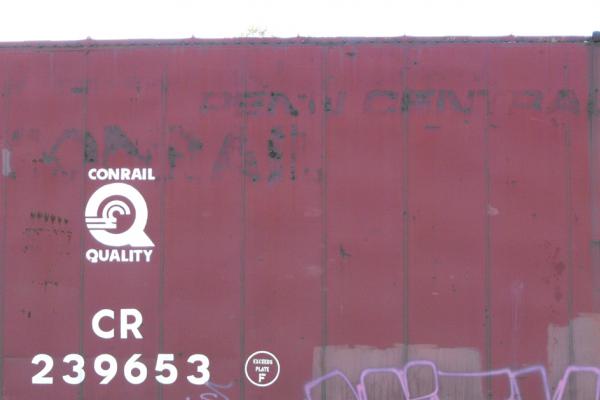 PENN CENTRAL
CONRAIL
CONRAIL
QUALITY
CR
239653
EXCEEDS
PLATE
F